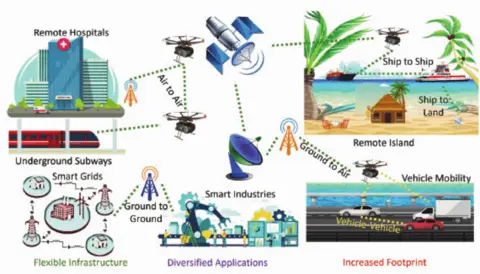 Remote Hospitals
Air to Air
Ship to Ship
Ship to
Land
Remote Island
Underground Subways
Ground to Air
Smart Grids
Ground to
Ground
Smart Industries
Vehicle Mobility
Vehicle-Vehicle
Flexible Infrastructure
Diversified Applications
Increased Footprint